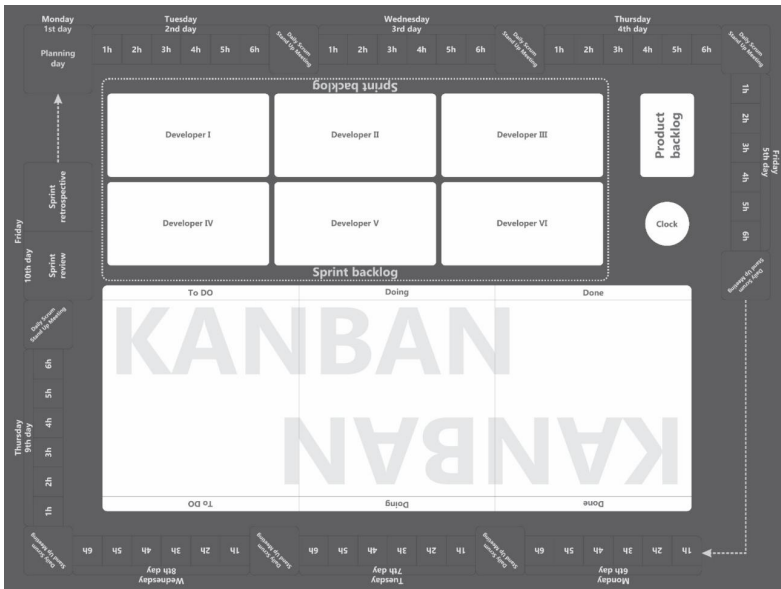 Monday
1st day
Planning
day
Tuesday
2nd day
1h 2h 3h 4h 5h 6h
Daily Scrum
Stand Up Meeting
Wednesday
3rd day
1h 2h 3h 4h 5h 6h
Daily Scrum
Stand Up Meeting
Thursday
4th day
1h 2h 3h 4h 5h 6h
Daily Scrum
Stand Up Meeting
Friday
5th day
1h
2h
3h
4h
5h
6h
Daily Scrum
Stand Up Meeting
Sprint backlog
Developer I
Developer II
Developer III
Developer IV
Developer V
Developer VI
Sprint backlog
Product
backlog
Clock
To DO
Doing
Done
KANBAN
KANBAN
To DO
Doing
Done
Monday
6th day
1h 2h 3h 4h 5h 6h
Daily Scrum
Stand Up Meeting
Tuesday
7th day
1h 2h 3h 4h 5h 6h
Daily Scrum
Stand Up Meeting
Wednesday
8th day
1h 2h 3h 4h 5h 6h
Daily Scrum
Stand Up Meeting
Thursday
9th day
1h
2h
3h
4h
5h
6h
Daily Scrum
Stand Up Meeting
Friday
10th day
Sprint
review
Sprint
retrospective